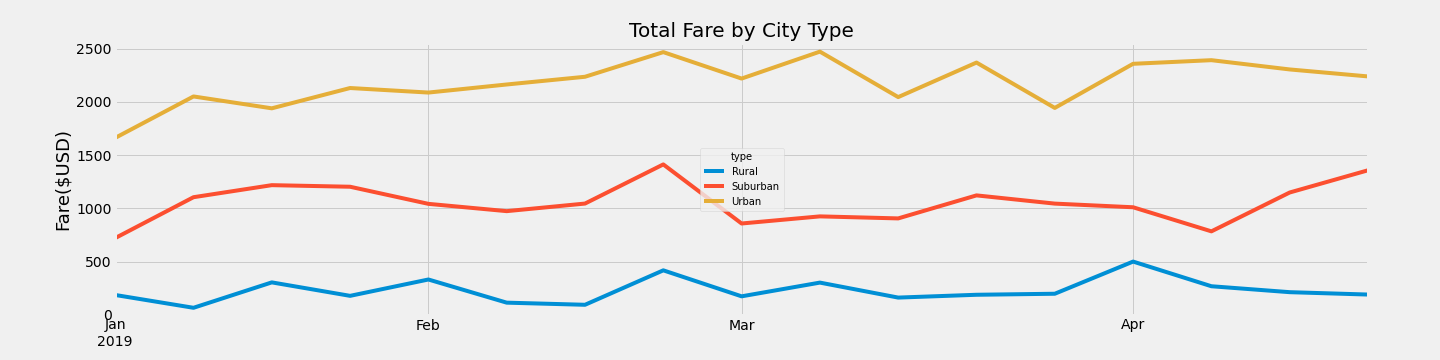 Total Fare by City Type
Fare($USD)
2500
2000
1500
1000
500
0
type
Rural
Suburban
Urban
Jan
2019
Feb
Mar
Apr